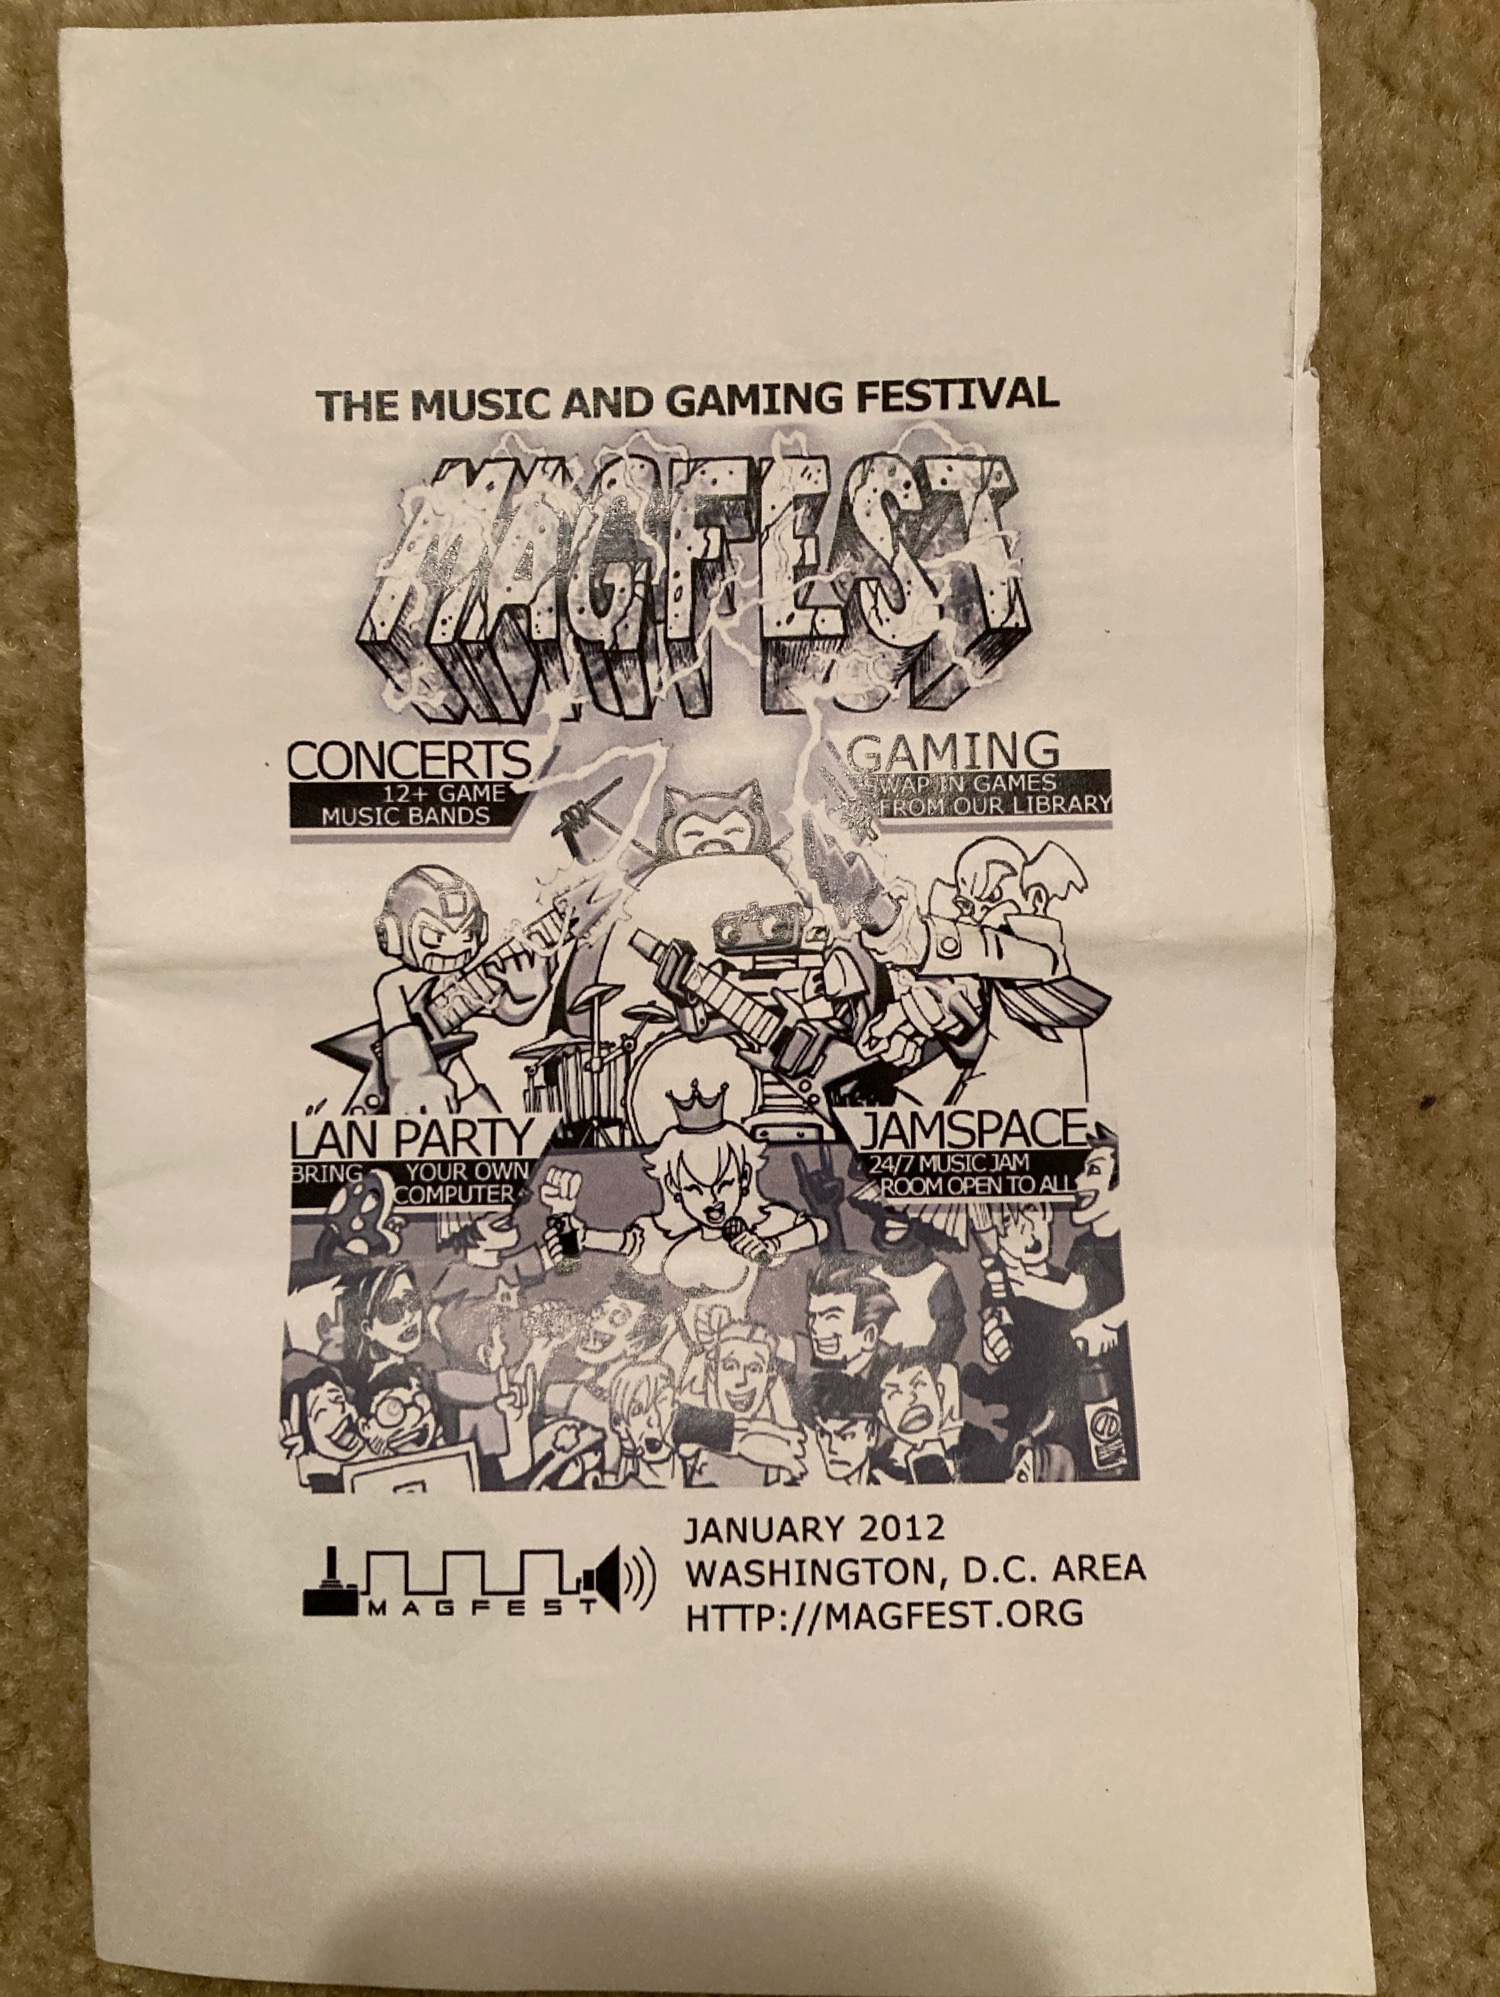 THE MUSIC AND GAMING FESTIVAL
MAGFEST
CONCERTS
12+ GAME
MUSIC BANDS
GAMING
SWAP IN GAMES
FROM OUR LIBRARY
LAN PARTY
BRING YOUR OWN
COMPUTER
JAMSPACE
24/7 MUSIC JAM
ROOM OPEN TO ALL
MAGFEST
JANUARY 2012
WASHINGTON, D.C. AREA
HTTP://MAGFEST.ORG